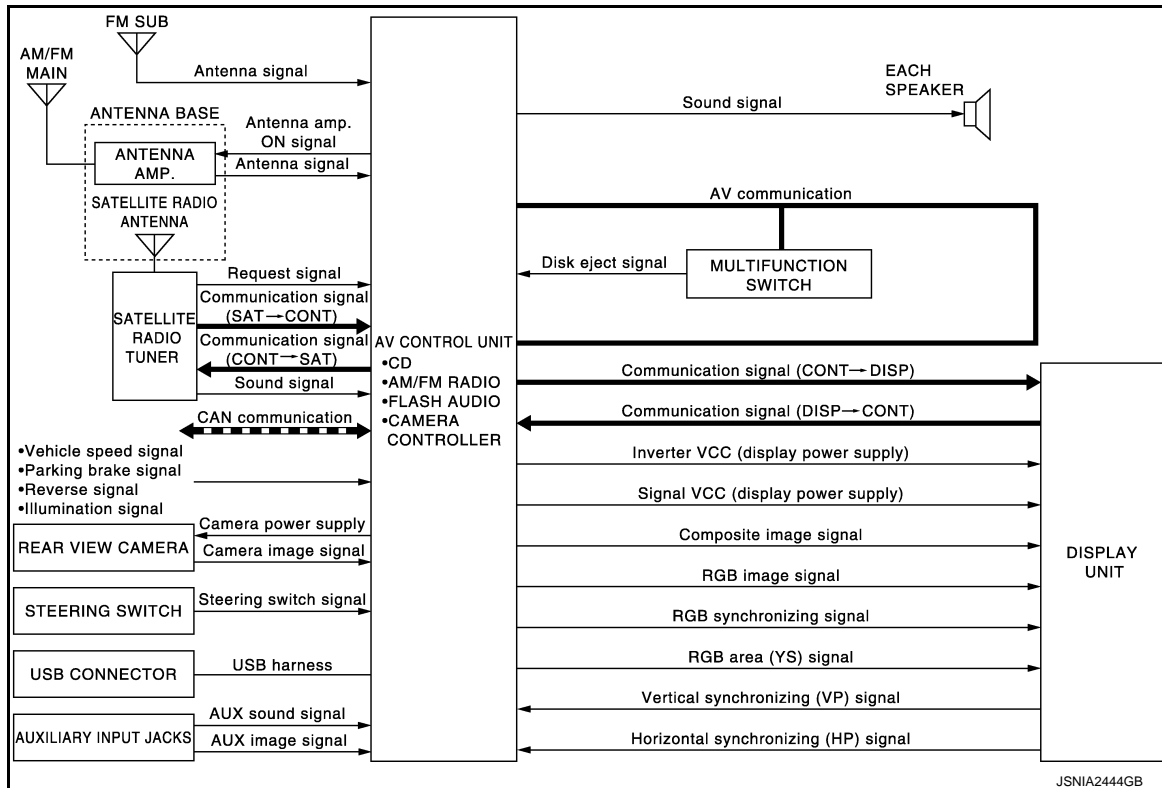 FM SUB
AM/FM
MAIN
Antenna signal
ANTENNA BASE
Antenna amp.
ON signal
ANTENNA
AMP.
Antenna signal
SATELLITE RADIO
ANTENNA
Request signal
Communication signal
(SAT→CONT)
SATELLITE
RADIO
TUNER
Communication signal
(CONT→SAT)
Sound signal
CAN communication
•Vehicle speed signal
•Parking brake signal
•Reverse signal
•Illumination signal
Camera power supply
REAR VIEW CAMERA
Camera image signal
STEERING SWITCH
Steering switch signal
USB CONNECTOR
USB harness
AUXILIARY INPUT JACKS
AUX sound signal
AUX image signal
AV CONTROL UNIT
•CD
•AM/FM RADIO
•FLASH AUDIO
•CAMERA
CONTROLLER
EACH
SPEAKER
Sound signal
AV communication
Disk eject signal
MULTIFUNCTION
SWITCH
Communication signal (CONT→DISP)
Communication signal (DISP→CONT)
Inverter VCC (display power supply)
Signal VCC (display power supply)
Composite image signal
RGB image signal
RGB synchronizing signal
RGB area (YS) signal
Vertical synchronizing (VP) signal
Horizontal synchronizing (HP) signal
DISPLAY
UNIT
JSNIA2444GB